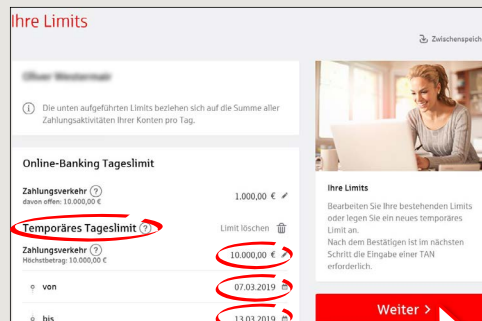 Ihre Limits
Zwischenspeich
Die unten aufgeführten Limits beziehen sich auf die Summe aller
Zahlungsaktivitäten Ihrer Konten pro Tag.
Online-Banking Tageslimit
Zahlungsverkehr ?
davon offen: 10.000,00 €
1.000,00 €
Temporäres Tageslimit ?
Limit löschen
Zahlungsverkehr ?
Höchstbetrag: 10.000,00 €
10.000,00 €
von
07.03.2019
bis
13.03.2019
Ihre Limits
Bearbeiten Sie Ihre bestehenden Limits
oder legen Sie ein neues temporäres
Limit an.
Nach dem Bestätigen ist im nächsten
Schritt die Eingabe einer TAN
erforderlich.
Weiter >